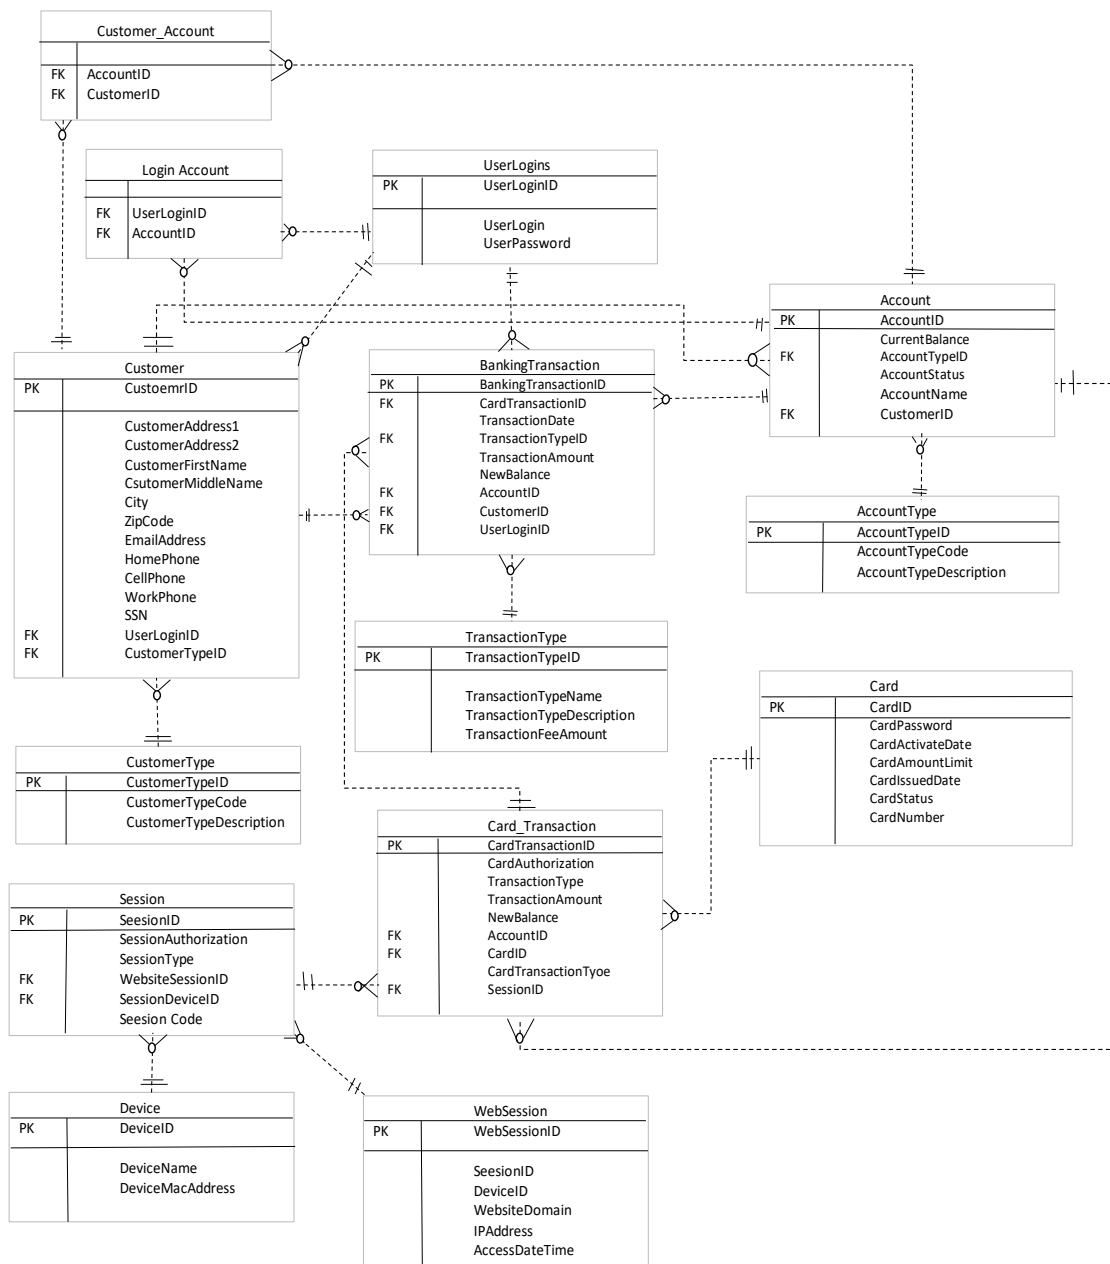 Customer_Account
FK AccountID
FK CustomerID
Login Account
FK UserLoginID
FK AccountID
UserLogins
PK UserLoginID
UserLogin
UserPassword
Account
PK AccountID
CurrentBalance
FK AccountTypeID
AccountStatus
AccountName
FK CustomerID
Customer
PK CustoemrID
CustomerAddress1
CustomerAddress2
CustomerFirstName
CsutomerMiddleName
City
ZipCode
EmailAddress
HomePhone
CellPhone
WorkPhone
SSN
FK UserLoginID
FK CustomerTypeID
BankingTransaction
PK BankingTransactionID
FK CardTransactionID
TransactionDate
FK TransactionTypeID
TransactionAmount
NewBalance
FK AccountID
FK CustomerID
FK UserLoginID
AccountType
PK AccountTypeID
AccountTypeCode
AccountTypeDescription
TransactionType
PK TransactionTypeID
TransactionTypeName
TransactionTypeDescription
TransactionFeeAmount
Card
PK CardID
CardPassword
CardActivateDate
CardAmountLimit
CardIssuedDate
CardStatus
CardNumber
CustomerType
PK CustomerTypeID
CustomerTypeCode
CustomerTypeDescription
Card_Transaction
PK CardTransactionID
CardAuthorization
TransactionType
TransactionAmount
NewBalance
FK AccountID
FK CardID
CardTransactionTyoe
FK SessionID
Session
PK SeesionID
SessionAuthorization
SessionType
FK WebsiteSessionID
FK SessionDeviceID
Seesion Code
Device
PK DeviceID
DeviceName
DeviceMacAddress
WebSession
PK WebSessionID
SeesionID
DeviceID
WebsiteDomain
IPAddress
AccessDateTime